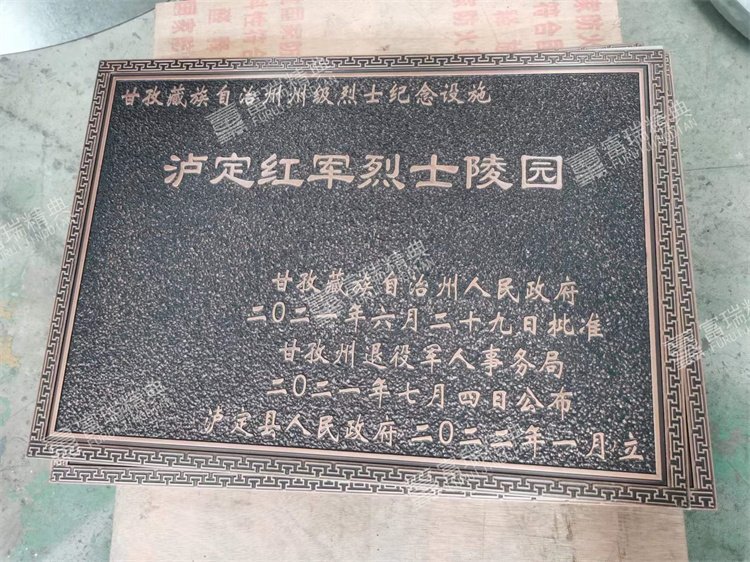 甘孜藏族自治州州级烈士纪念设施
泸定红军烈士陵园
甘孜藏族自治州人民政府
二〇二一年六月二十九日批准
甘孜州退役军人事务局
二〇二一年七月四日公布
泸定县人民政府 二〇二二年一月立